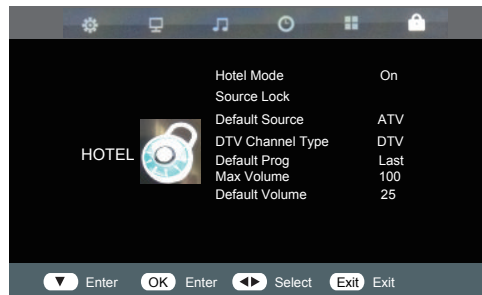 Hotel Mode On
Source Lock
Default Source ATV
DTV Channel Type DTV
HOTEL
Default Prog Last
Max Volume 100
Default Volume 25
Enter OK Enter Select Exit Exit